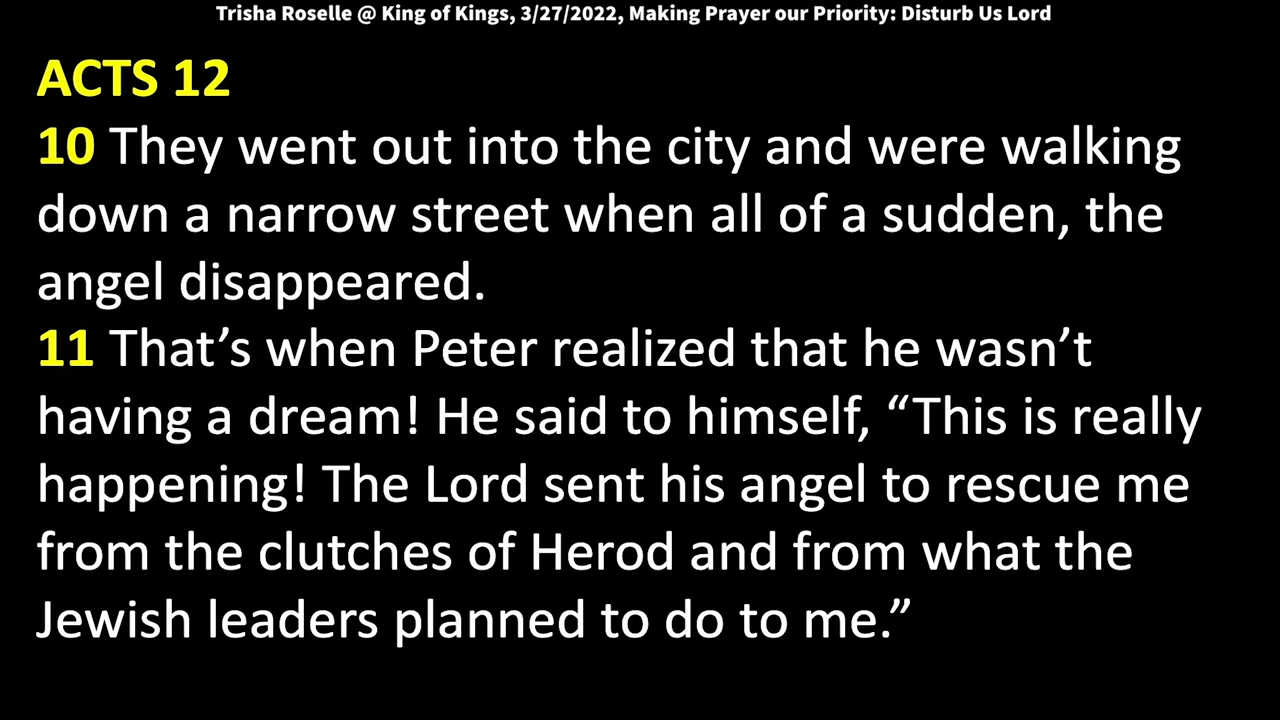 Trisha Roselle @ King of Kings, 3/27/2022, Making Prayer our Priority: Disturb Us Lord
ACTS 12
10 They went out into the city and were walking
down a narrow street when all of a sudden, the
angel disappeared.
11 That’s when Peter realized that he wasn’t
having a dream! He said to himself, “This is really
happening! The Lord sent his angel to rescue me
from the clutches of Herod and from what the
Jewish leaders planned to do to me.”